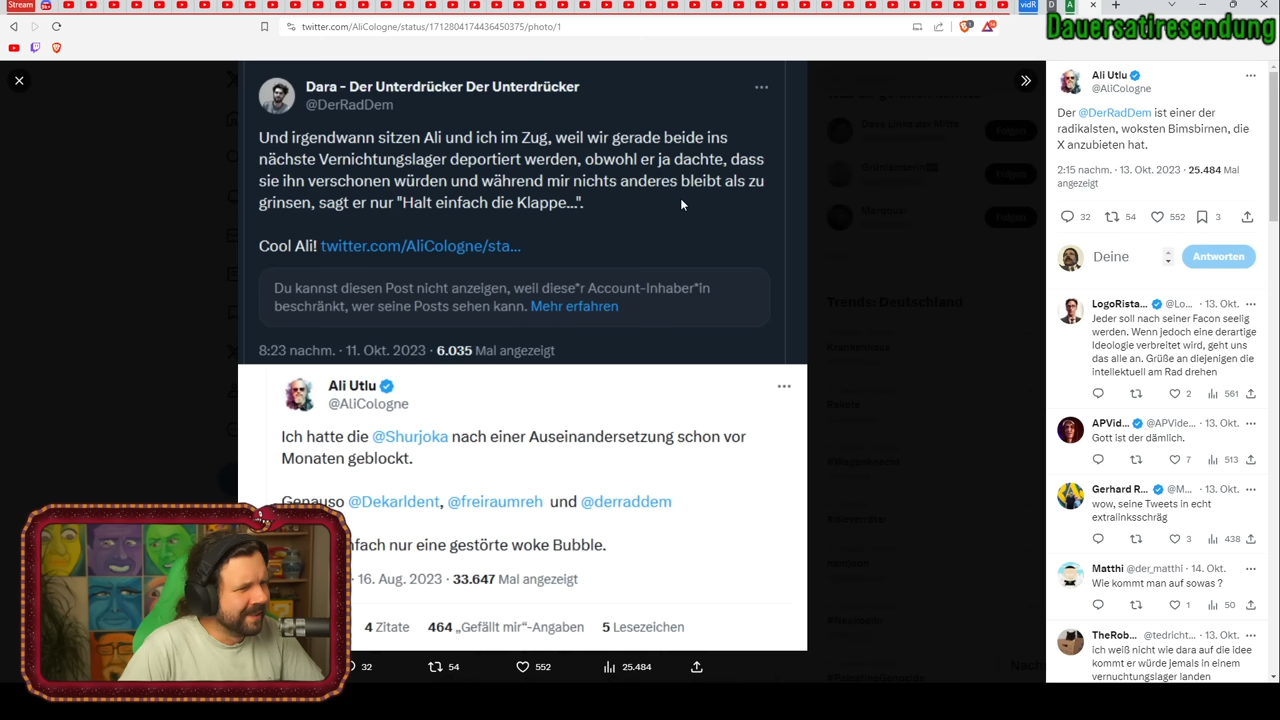 Stream
vidR
twitter.com/AliCologne/status/1712804174436450375/photo/1
Dauersatiresendung
Dara - Der Unterdrücker Der Unterdrücker
@DerRadDem
Und irgendwann sitzen Ali und ich im Zug, weil wir gerade beide ins
nächste Vernichtungslager deportiert werden, obwohl er ja dachte, dass
sie ihn verschonen würden und während mir nichts anderes bleibt als zu
grinsen, sagt er nur "Halt einfach die Klappe...".
Cool Ali! twitter.com/AliCologne/sta...
Du kannst diesen Post nicht anzeigen, weil diese*r Account-Inhaber*in
beschränkt, wer seine Posts sehen kann. Mehr erfahren
8:23 nachm. · 11. Okt. 2023 · 6.035 Mal angezeigt
Ali Utlu
@AliCologne
Ich hatte die @Shurjoka nach einer Auseinandersetzung schon vor
Monaten geblockt.
Genauso @Dekarldent, @freiraumreh und @derraddem
nfach nur eine gestörte woke Bubble.
16. Aug. 2023 · 33.647 Mal angezeigt
4 Zitate 464 „Gefällt mir“-Angaben 5 Lesezeichen
32 54 552 25.484
Trends: Deutschland
Ali Utlu
@AliCologne
Der @DerRadDem ist einer der
radikalsten, woksten Bimsbirnen, die
X anzubieten hat.
2:15 nachm. · 13. Okt. 2023 · 25.484 Mal
angezeigt
32 54 552 3
Deine Antworten
LogoRista... @Lo... · 13. Okt.
Jeder soll nach seiner Facon seelig
werden. Wenn jedoch eine derartige
Ideologie verbreitet wird, geht uns
das alle an. Grüße an diejenigen die
Intellektuell am Rad drehen
2 561
APVid... @APVide... · 13. Okt.
Gott ist der dämlich.
7 513
Gerhard R... @M... · 13. Okt.
wow, seine Tweets in echt
extralinksschräg
3 438
Matthi @der_matthi · 14. Okt.
Wie kommt man auf sowas ?
1 50
TheRob... @tedricht... · 13. Okt.
ich weiß nicht wie dara auf die idee
kommt er würde jemals in einem
vernuchtungslager landen